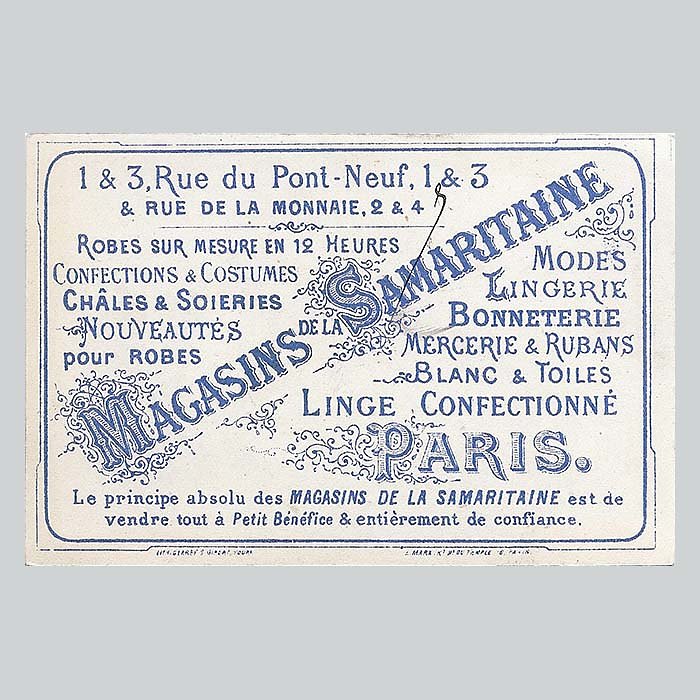 1 & 3, Rue du Pont-Neuf, 1 & 3
& RUE DE LA MONNAIE, 2 & 4
ROBES SUR MESURE EN 12 HEURES
CONFECTIONS & COSTUMES
CHÂLES & SOIERIES
NOUVEAUTÉS
pour ROBES
MAGASINS DE LA SAMARITAINE
MODES
LINGERIE
BONNETERIE
MERCERIE & RUBANS
BLANC & TOILES
LINGE CONFECTIONNÉ
PARIS.
Le principe absolu des MAGASINS DE LA SAMARITAINE est de
vendre tout à Petit Bénéfice & entièrement de confiance.